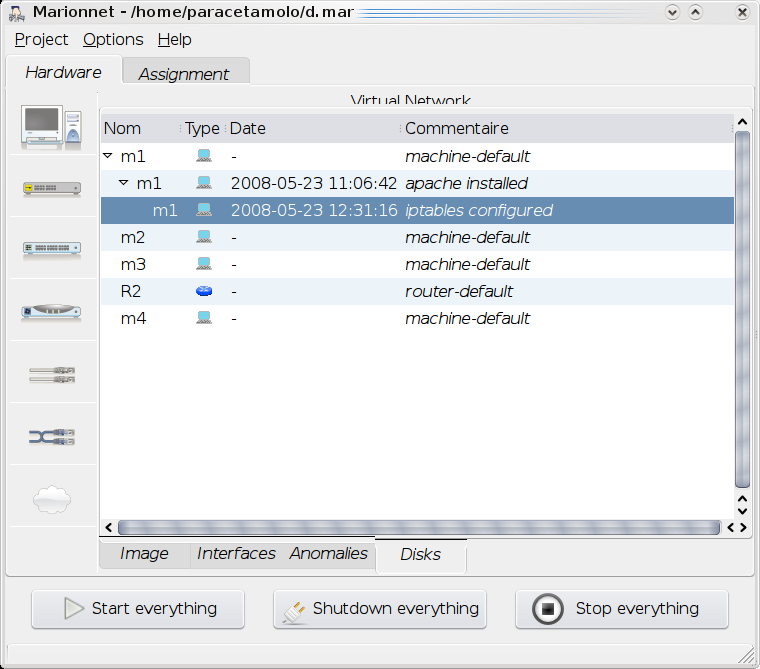 Marionnet - /home/paracetamolo/d.mar
Project Options Help
Hardware Assignment
Virtual Network
Nom Type Date Commentaire
m1 - machine-default
m1 2008-05-23 11:06:42 apache installed
m1 2008-05-23 12:31:16 iptables configured
m2 - machine-default
m3 - machine-default
R2 - router-default
m4 - machine-default
Image Interfaces Anomalies Disks
Start everything Shutdown everything Stop everything